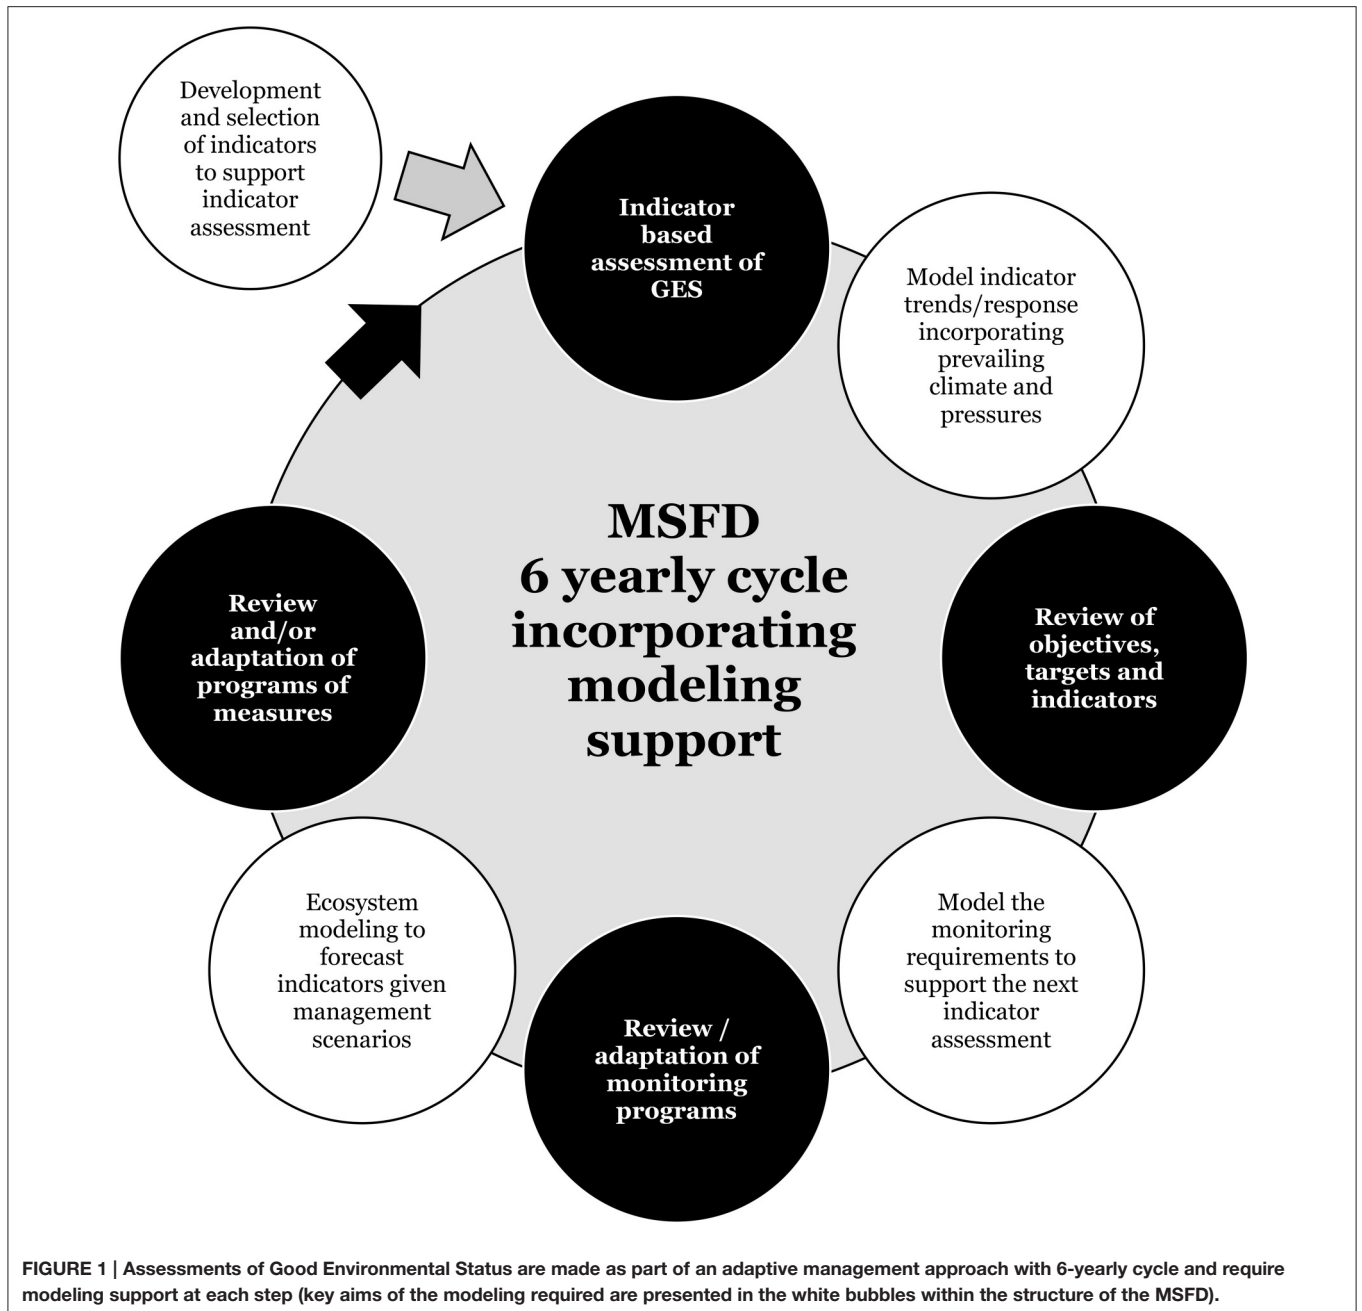 Development
and selection
of indicators
to support
indicator
assessment
Indicator
based
assessment of
GES
Model indicator
trends/response
incorporating
prevailing
climate and
pressures
MSFD
6 yearly cycle
incorporating
modeling
support
Review
and/or
adaptation of
programs of
measures
Review of
objectives,
targets and
indicators
Ecosystem
modeling to
forecast
indicators given
management
scenarios
Model the
monitoring
requirements to
support the next
indicator
assessment
Review /
adaptation of
monitoring
programs
FIGURE 1 | Assessments of Good Environmental Status are made as part of an adaptive management approach with 6-yearly cycle and require
modeling support at each step (key aims of the modeling required are presented in the white bubbles within the structure of the MSFD).